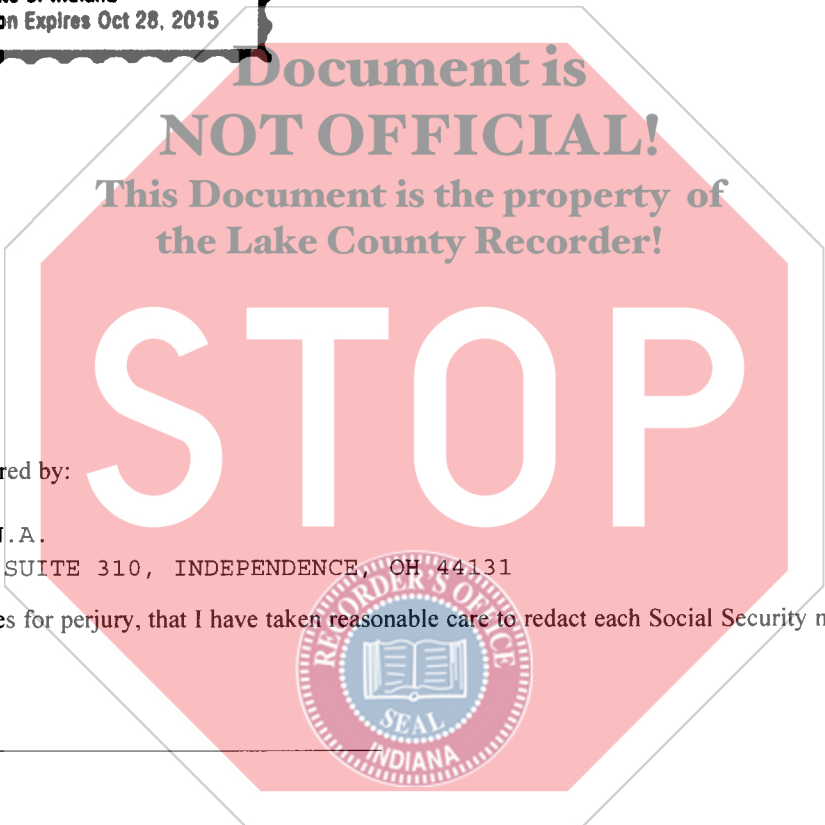 on Expires Oct 28, 2015
Document is
NOT OFFICIAL!
This Document is the property of
the Lake County Recorder!
STOP
red by:
N.A.
SUITE 310, INDEPENDENCE, OH 44131
es for perjury, that I have taken reasonable care to redact each Social Security n
RECORDER'S OFFICE
SEAL
INDIANA